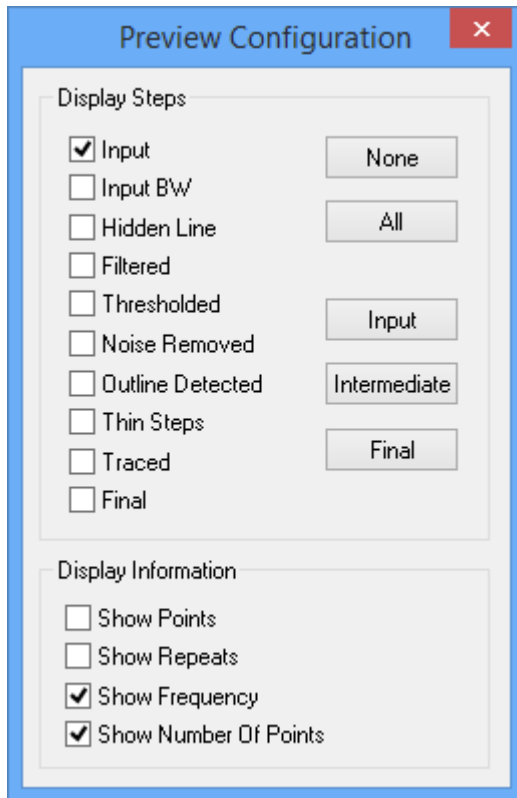 Preview Configuration
Display Steps
Input
None
Input BW
Hidden Line
All
Filtered
Thresholded
Input
Noise Removed
Outline Detected
Intermediate
Thin Steps
Traced
Final
Final
Display Information
Show Points
Show Repeats
Show Frequency
Show Number Of Points